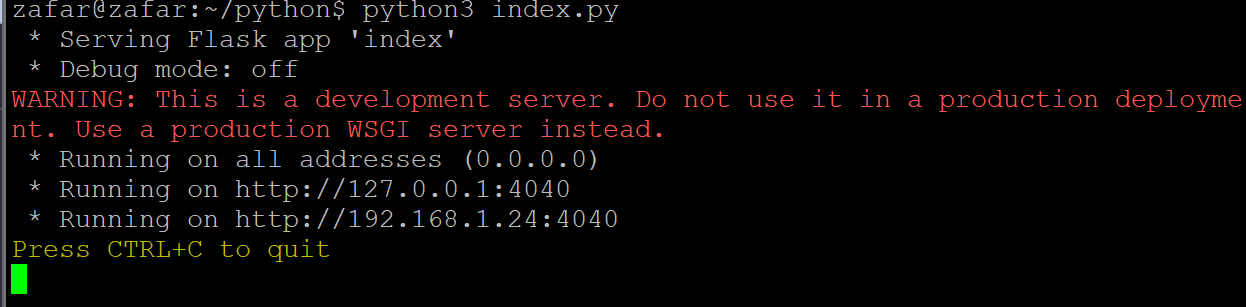 zafar@zafar:~/python$ python3 index.py
 * Serving Flask app 'index'
 * Debug mode: off
WARNING: This is a development server. Do not use it in a production deployme
nt. Use a production WSGI server instead.
 * Running on all addresses (0.0.0.0)
 * Running on http://127.0.0.1:4040
 * Running on http://192.168.1.24:4040
Press CTRL+C to quit